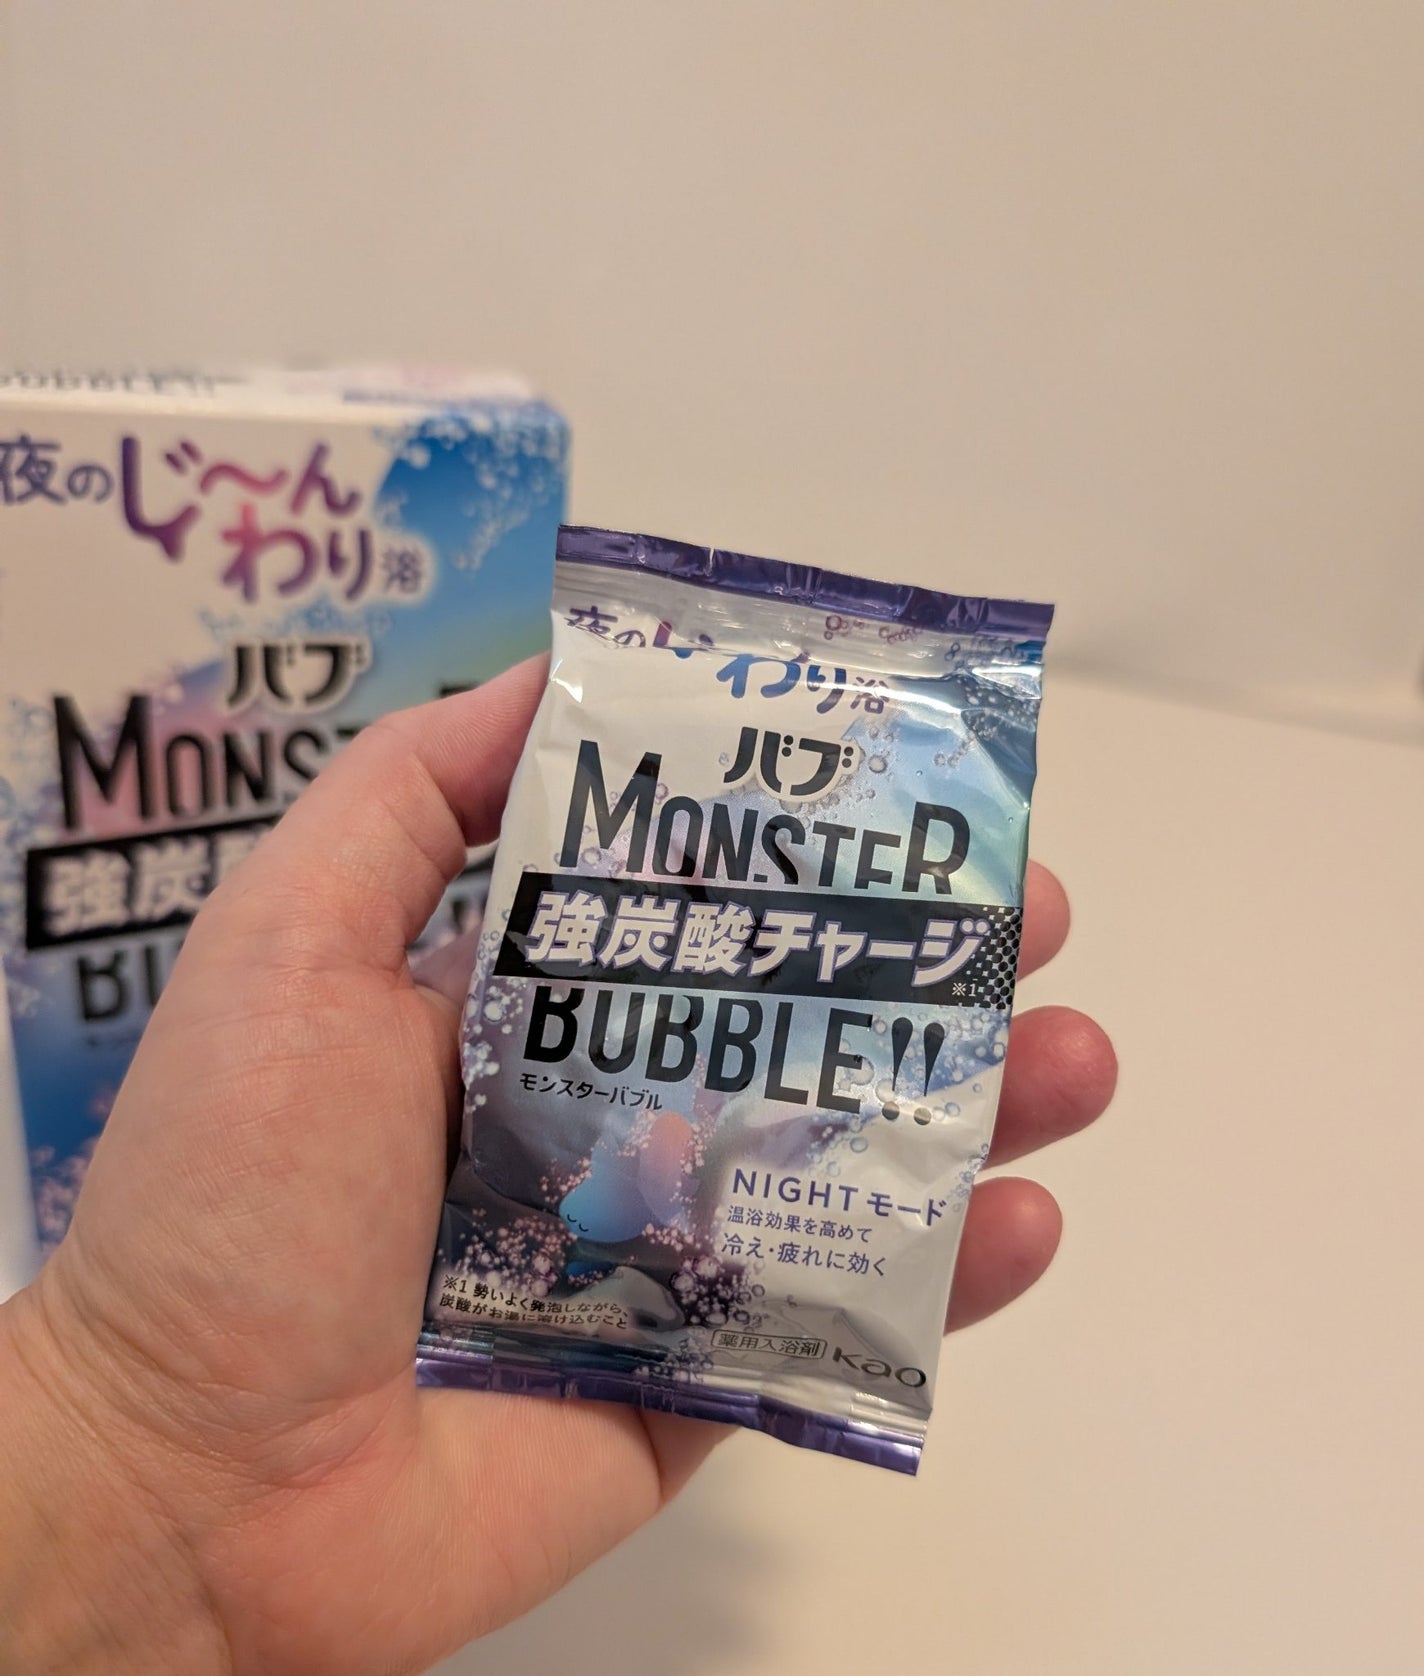 夜のじ〜ん
わり浴
バブ
MONS
強炭酸
夜のじ〜ん
わり浴
バブ
MONSTER
強炭酸チャージ
※1
BUBBLE!!
モンスターバブル
NIGHTモード
温浴効果を高めて
冷え・疲れに効く
※1 勢いよく発泡しながら、
炭酸がお湯に溶け込むこと
薬用入浴剤
Kao